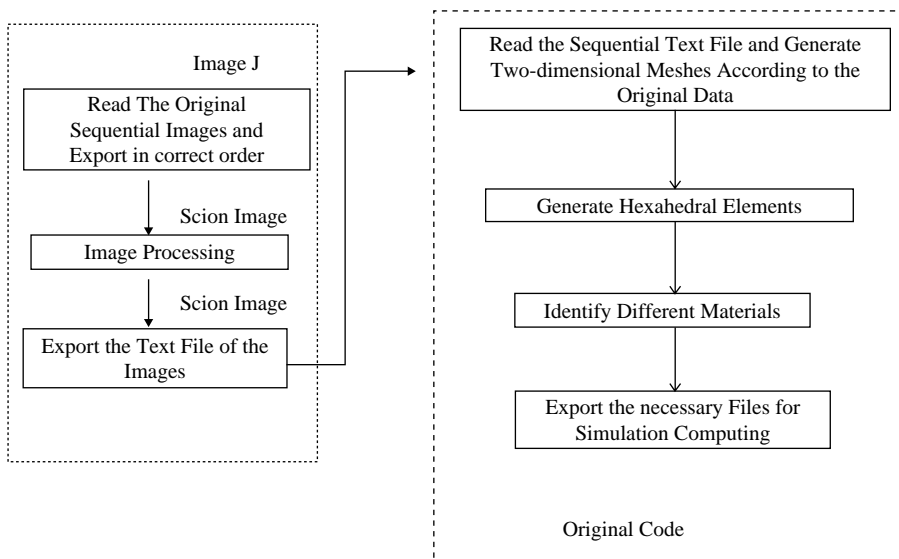 Image J
Read The Original
Sequential Images and
Export in correct order
Scion Image
Image Processing
Scion Image
Export the Text File of the
Images
Read the Sequential Text File and Generate
Two-dimensional Meshes According to the
Original Data
Generate Hexahedral Elements
Identify Different Materials
Export the necessary Files for
Simulation Computing
Original Code